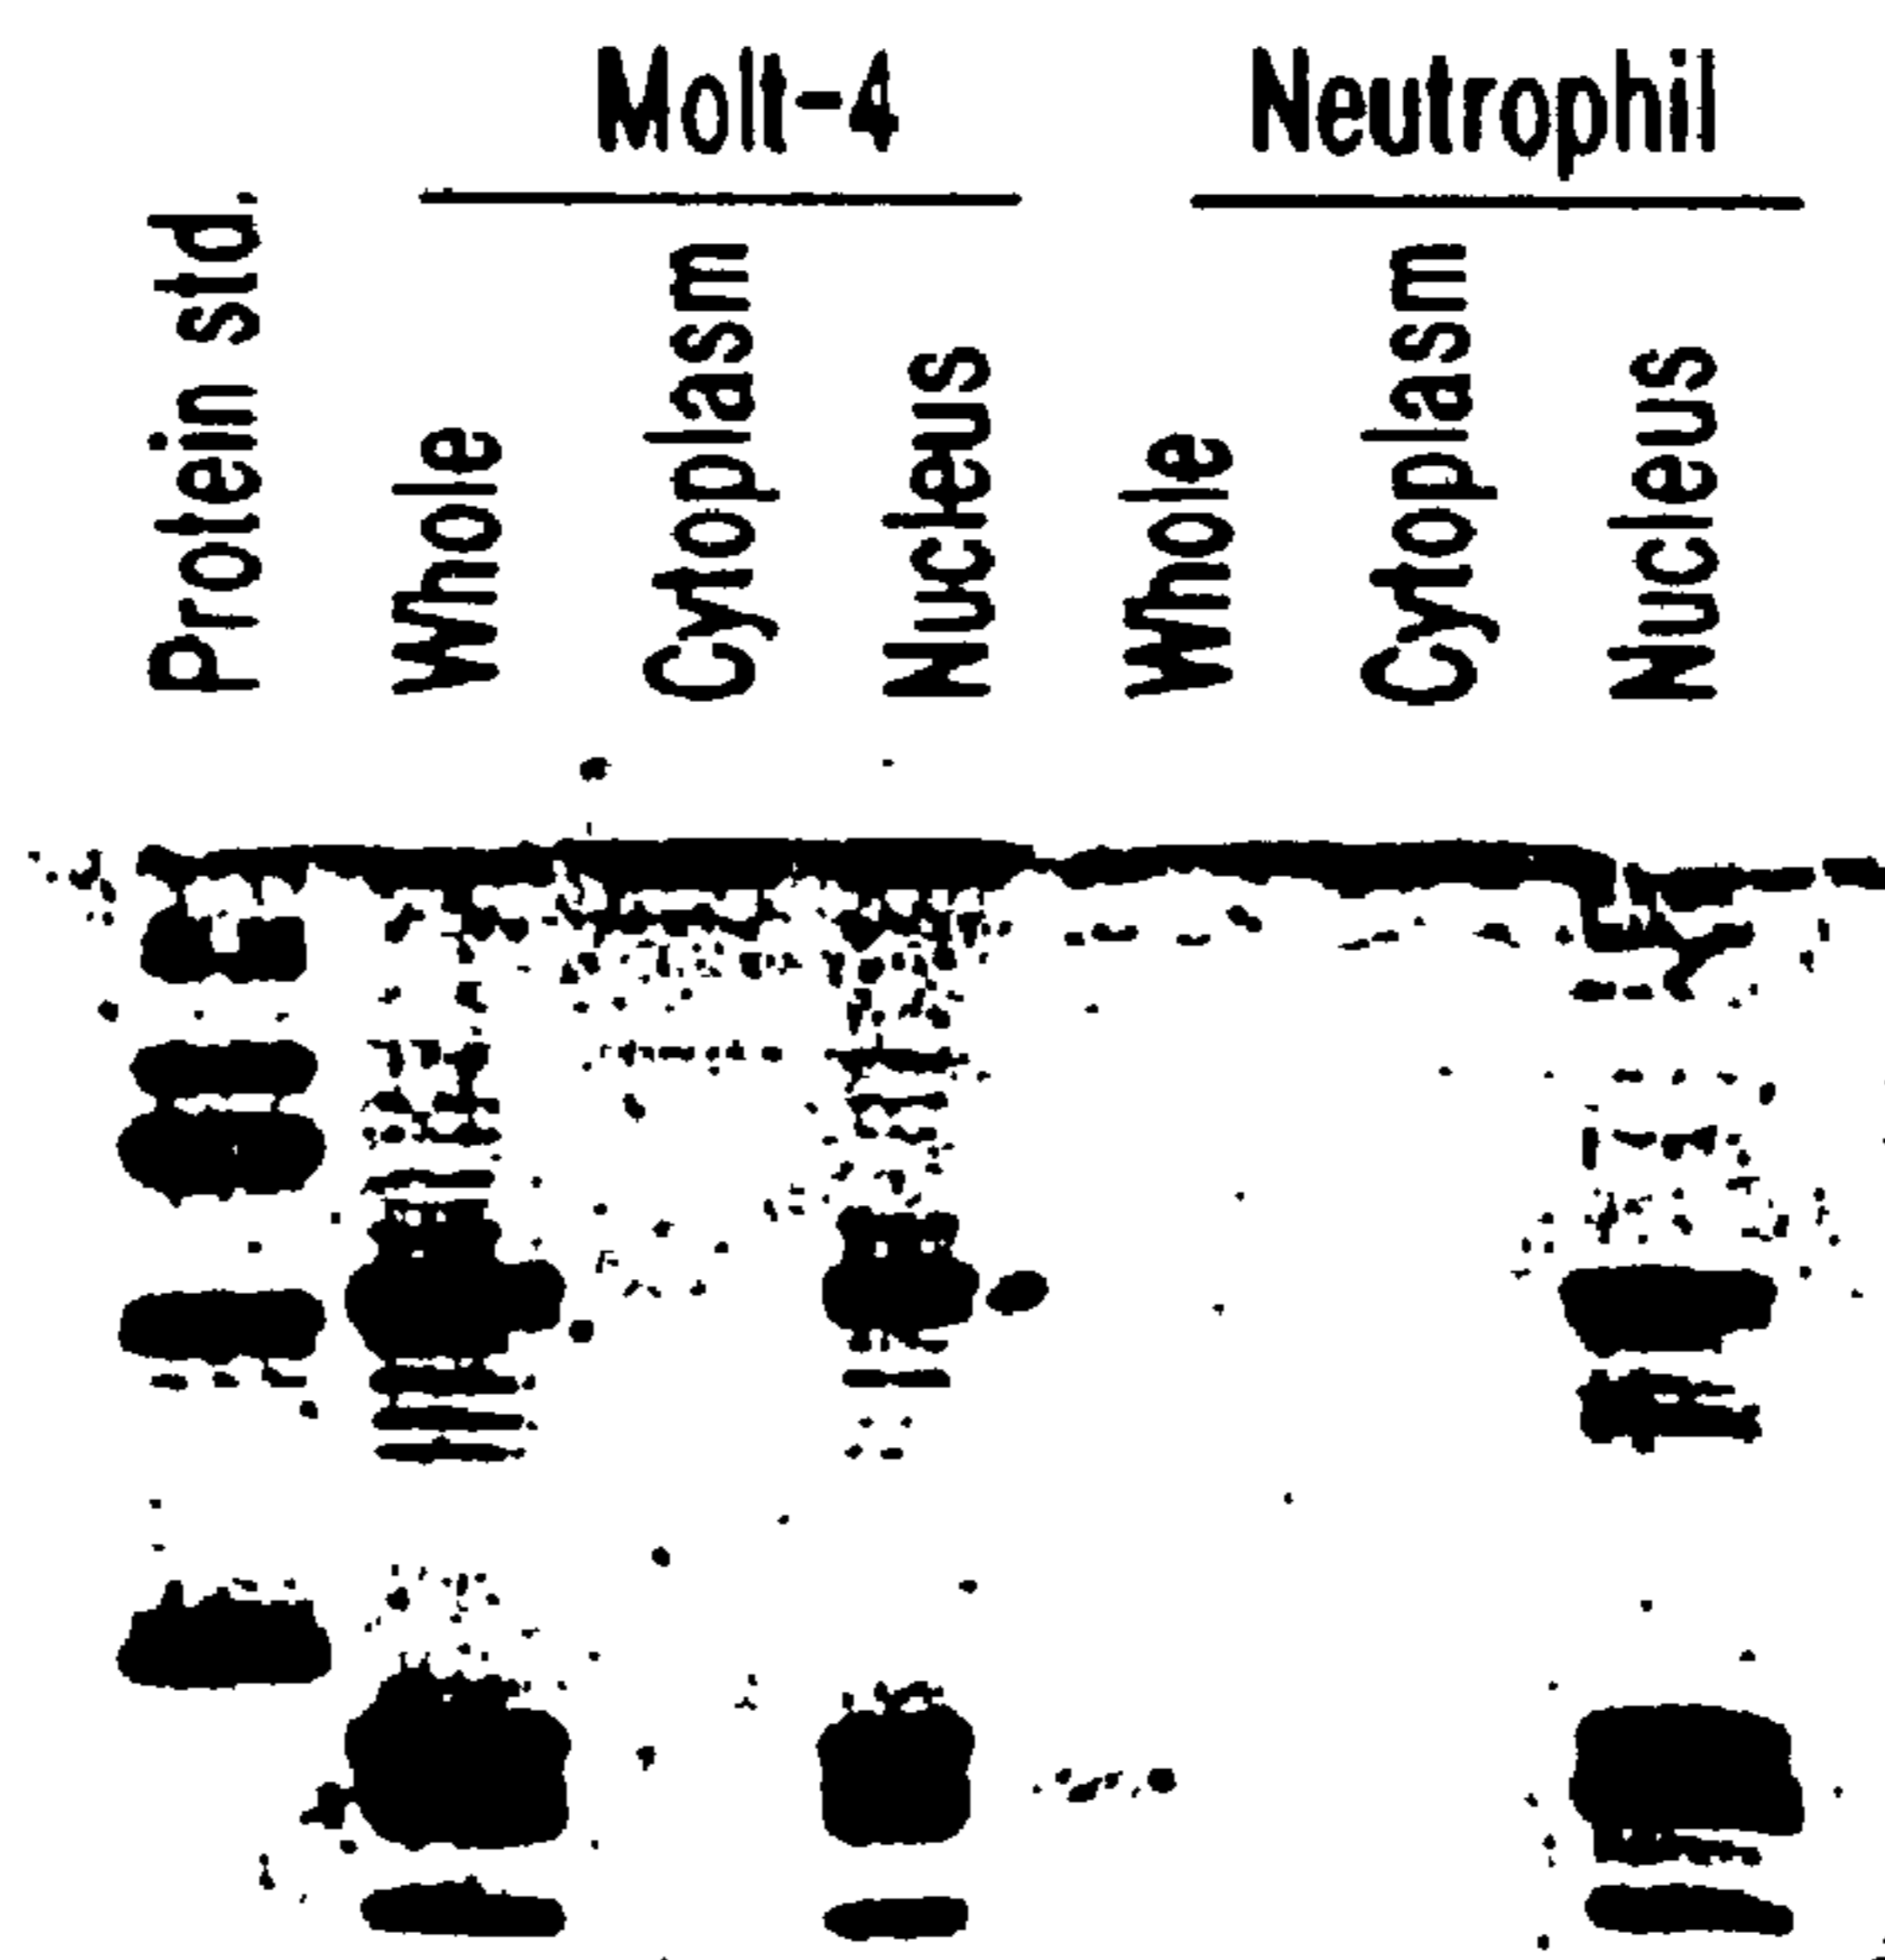 Molt-4
Neutrophil
Protein std.
Whole
Cytoplasm
Nucleus
Whole
Cytoplasm
Nucleus